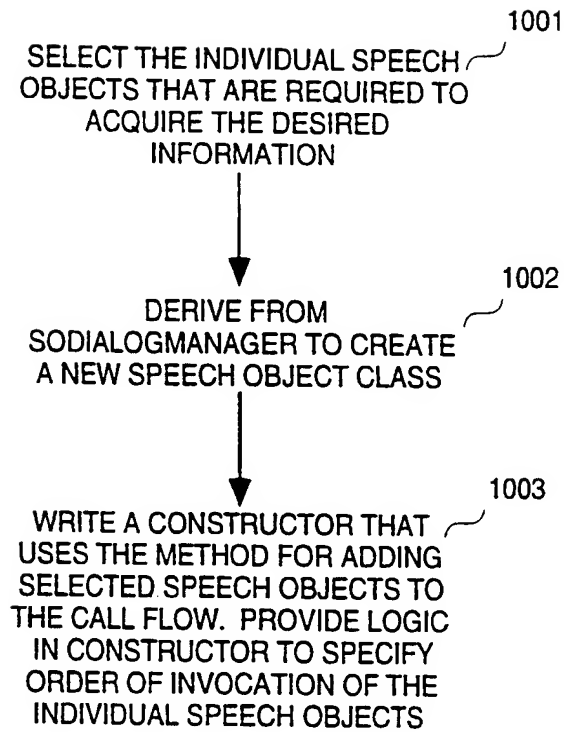 1001
SELECT THE INDIVIDUAL SPEECH
OBJECTS THAT ARE REQUIRED TO
ACQUIRE THE DESIRED
INFORMATION
1002
DERIVE FROM
SODIALOGMANAGER TO CREATE
A NEW SPEECH OBJECT CLASS
1003
WRITE A CONSTRUCTOR THAT
USES THE METHOD FOR ADDING
SELECTED SPEECH OBJECTS TO
THE CALL FLOW. PROVIDE LOGIC
IN CONSTRUCTOR TO SPECIFY
ORDER OF INVOCATION OF THE
INDIVIDUAL SPEECH OBJECTS